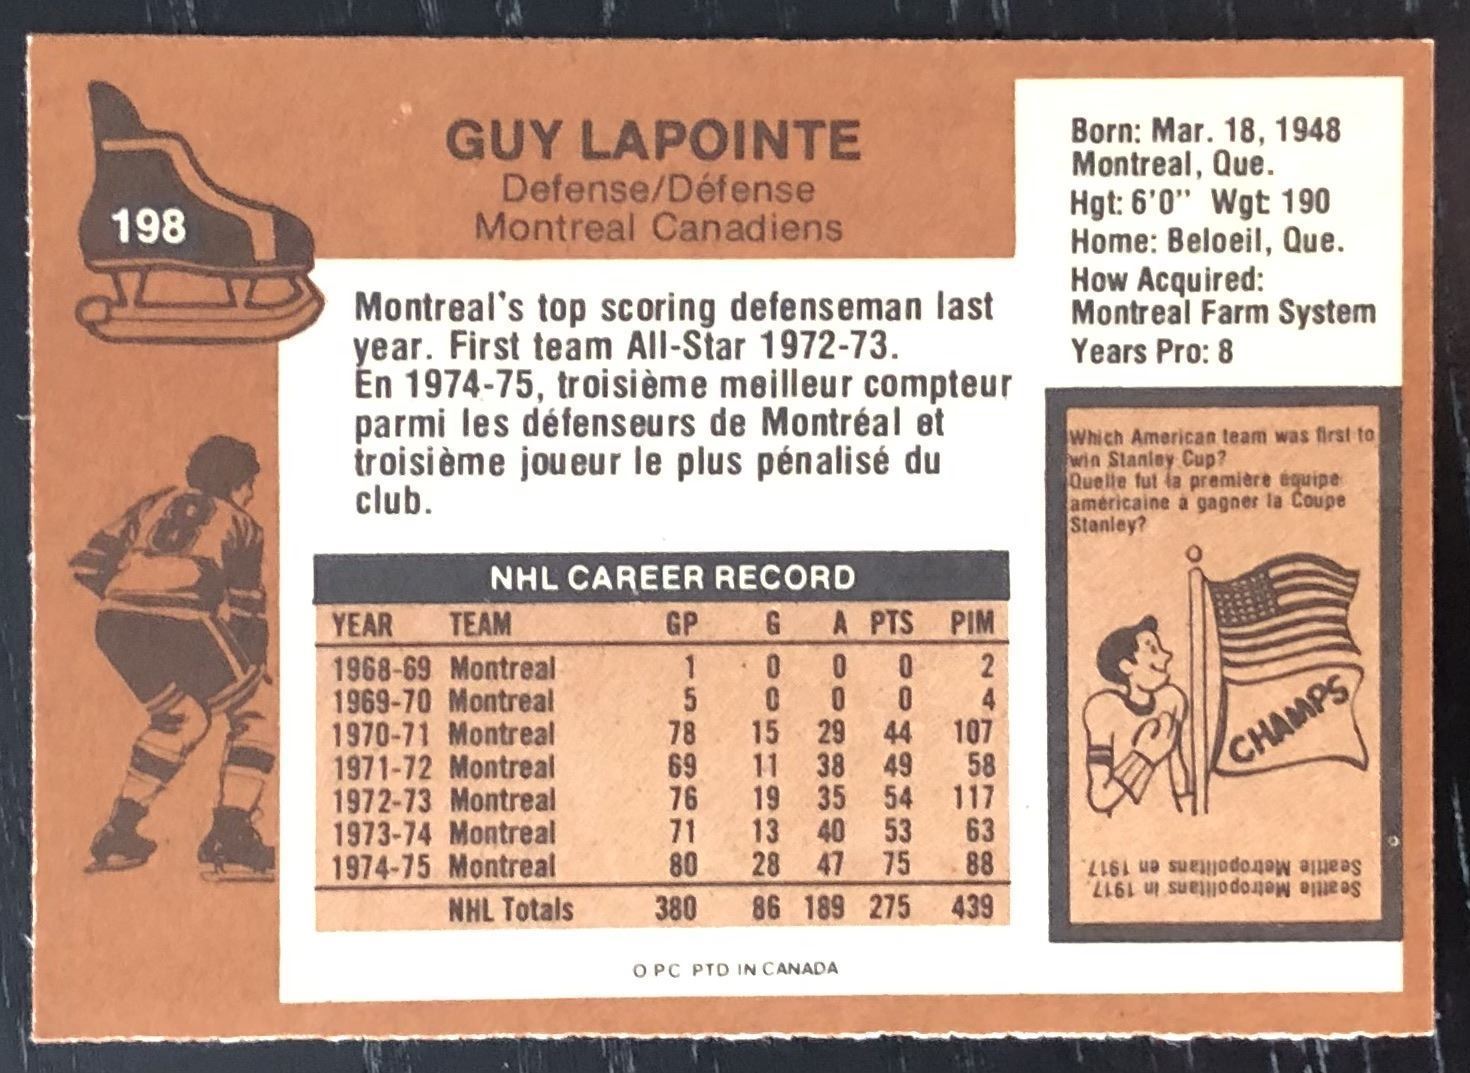 198
GUY LAPOINTE
Defense/Défense
Montreal Canadiens
Born: Mar. 18, 1948
Montreal, Que.
Hgt: 6'0" Wgt: 190
Home: Beloeil, Que.
How Acquired:
Montreal Farm System
Years Pro: 8
Montreal's top scoring defenseman last
year. First team All-Star 1972-73.
En 1974-75, troisième meilleur compteur
parmi les défenseurs de Montréal et
troisième joueur le plus pénalisé du
club.
8
NHL CAREER RECORD
YEAR TEAM GP G A PTS PIM
1968-69 Montreal 1 0 0 0 2
1969-70 Montreal 5 0 0 0 4
1970-71 Montreal 78 15 29 44 107
1971-72 Montreal 69 11 38 49 58
1972-73 Montreal 76 19 35 54 117
1973-74 Montreal 71 13 40 53 63
1974-75 Montreal 80 28 47 75 88
NHL Totals 380 86 189 275 439
O PC PTD IN CANADA
Which American team was first to
win Stanley Cup?
Quelle fut la première équipe
américaine à gagner la Coupe
Stanley?
CHAMPS
Seattle Metropolitans in 1917.
Seattle Metropolitans en 1917.